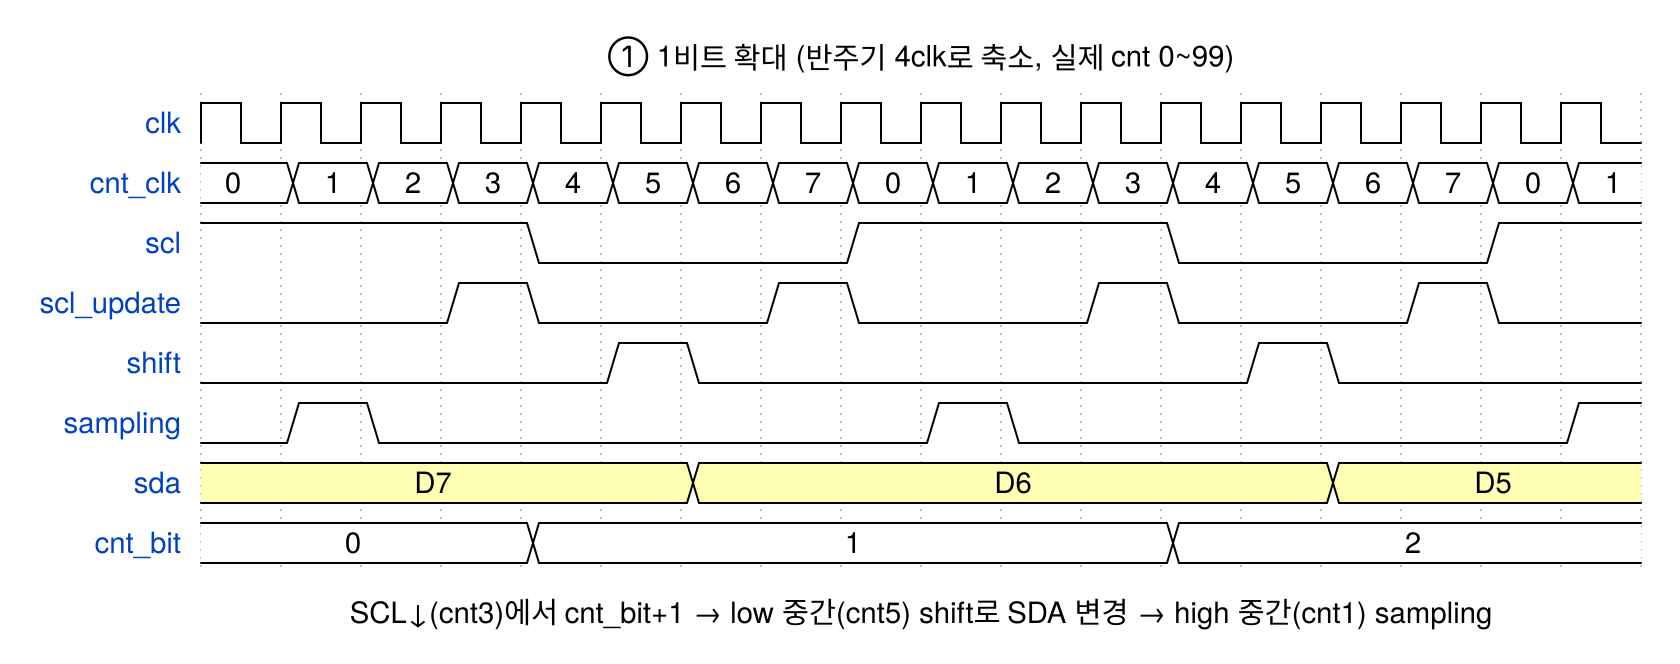 ① 1비트 확대 (반주기 4clk로 축소, 실제 cnt 0~99)
clk
cnt_clk 0 1 2 3 4 5 6 7 0 1 2 3 4 5 6 7 0 1
scl
scl_update
shift
sampling
sda D7 D6 D5
cnt_bit 0 1 2
SCL↓(cnt3)에서 cnt_bit+1 → low 중간(cnt5) shift로 SDA 변경 → high 중간(cnt1) sampling